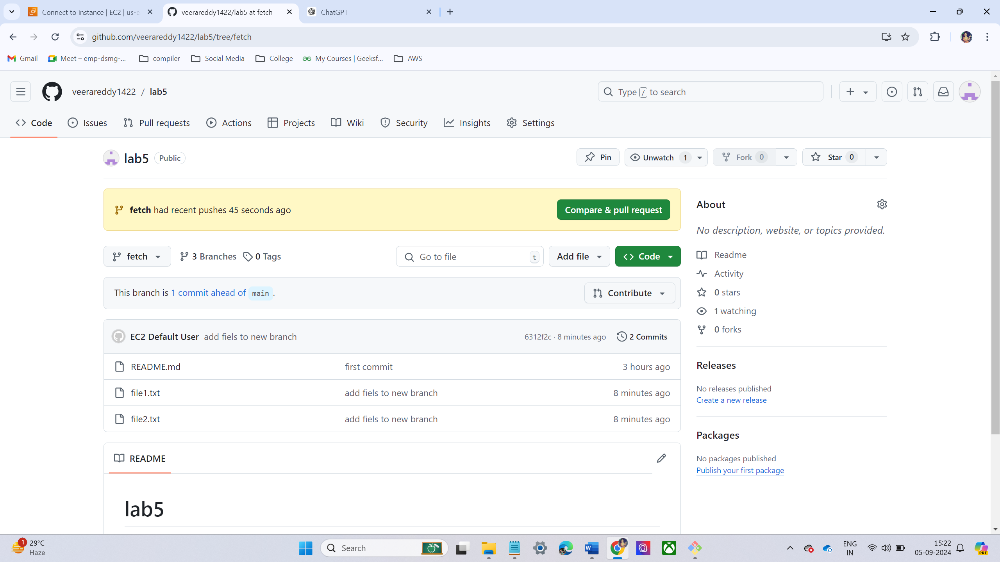 Connect to instance | EC2 | us-e
veerareddy1422/lab5 at fetch
ChatGPT
github.com/veerareddy1422/lab5/tree/fetch
Gmail
Meet – emp-dsmg-...
compiler
Social Media
College
My Courses | Geeksf...
AWS
veerareddy1422 / lab5
Type / to search
Code
Issues
Pull requests
Actions
Projects
Wiki
Security
Insights
Settings
lab5 Public
Pin
Unwatch 1
Fork 0
Star 0
fetch had recent pushes 45 seconds ago
Compare & pull request
fetch
3 Branches
0 Tags
Go to file t
Add file
Code
This branch is 1 commit ahead of main .
Contribute
EC2 Default User add fiels to new branch
6312f2c · 8 minutes ago
2 Commits
README.md first commit 3 hours ago
file1.txt add fiels to new branch 8 minutes ago
file2.txt add fiels to new branch 8 minutes ago
README
lab5
About
No description, website, or topics provided.
Readme
Activity
0 stars
1 watching
0 forks
Releases
No releases published
Create a new release
Packages
No packages published
Publish your first package
1
29°C
Haze
Search
W
ENG
IN
15:22
05-09-2024
PRE